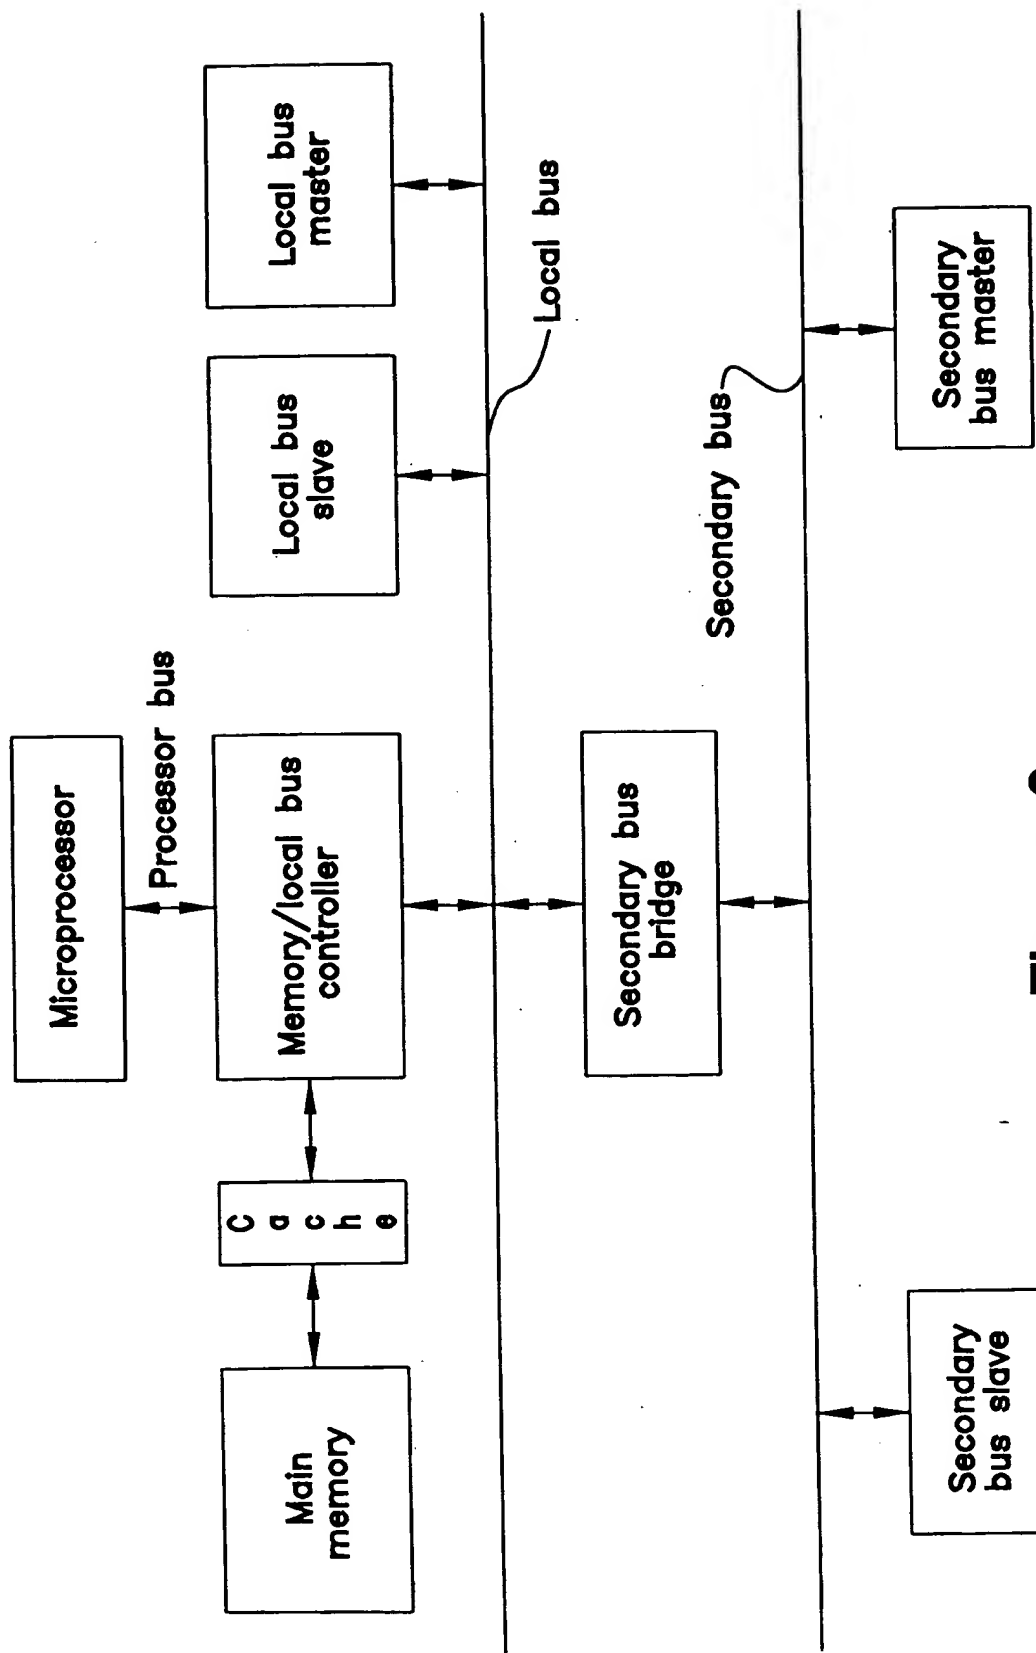 Microprocessor
Processor bus
Main
memory
C
a
c
h
e
Memory/local bus
controller
Local bus
slave
Local bus
master
Local bus
Secondary bus
bridge
Secondary bus
Secondary
bus slave
Secondary
bus master